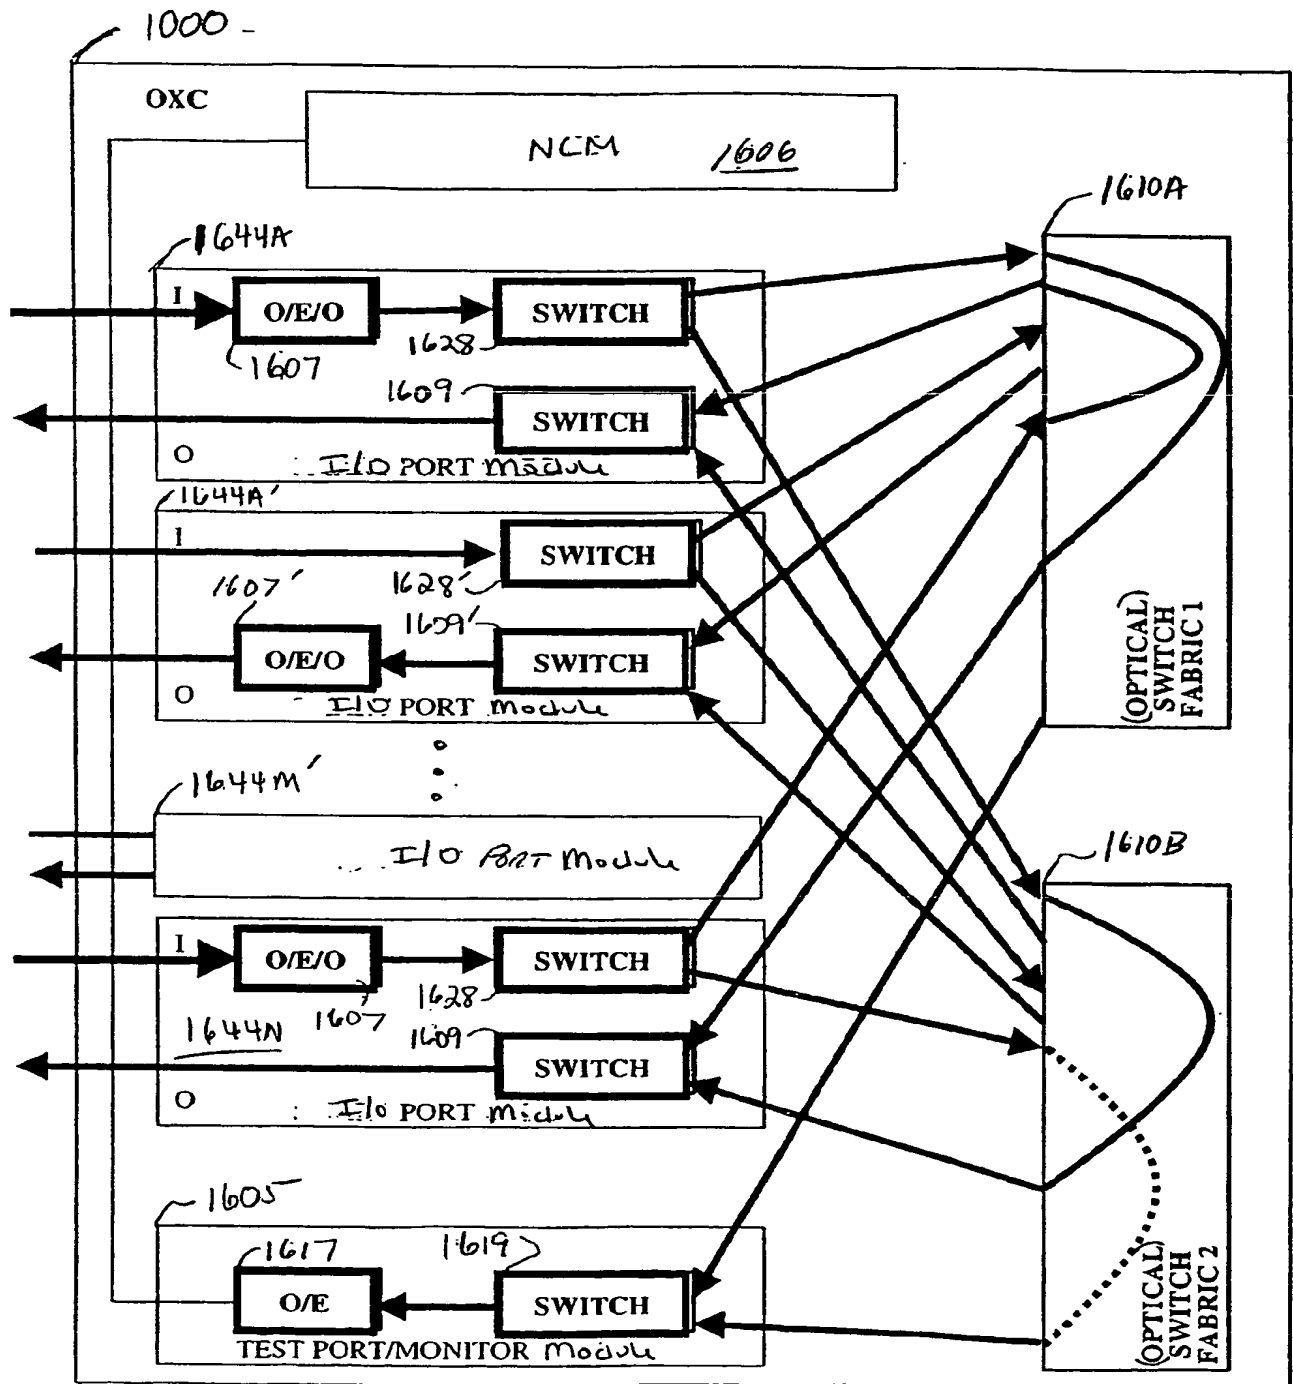 1000
OXC
NCM 1606
1610A
1644A
I
O/E/O
SWITCH
1628
1607
1609
SWITCH
O
I/O PORT Module
1644A'
I
SWITCH
1628'
1607'
1609'
O/E/O
SWITCH
O
I/O PORT Module
(OPTICAL)
SWITCH
FABRIC 1
1644M'
I/O PORT Module
1610B
I
O/E/O
SWITCH
1607
1628
1644N
1609
SWITCH
O
I/O PORT Module
1605
1617
1619
O/E
SWITCH
TEST PORT/MONITOR Module
(OPTICAL)
SWITCH
FABRIC 2